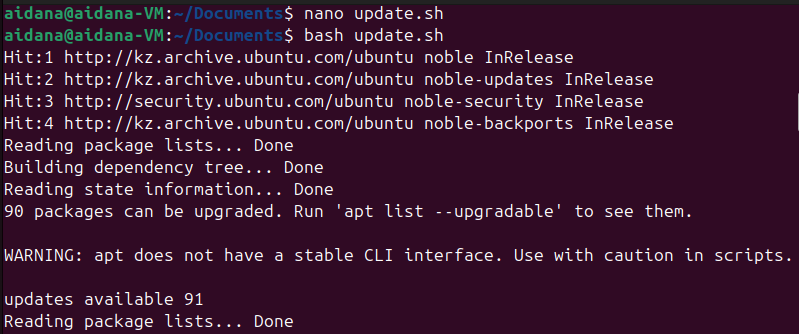 aidana@aidana-VM:~/Documents$ nano update.sh
aidana@aidana-VM:~/Documents$ bash update.sh
Hit:1 http://kz.archive.ubuntu.com/ubuntu noble InRelease
Hit:2 http://kz.archive.ubuntu.com/ubuntu noble-updates InRelease
Hit:3 http://security.ubuntu.com/ubuntu noble-security InRelease
Hit:4 http://kz.archive.ubuntu.com/ubuntu noble-backports InRelease
Reading package lists... Done
Building dependency tree... Done
Reading state information... Done
90 packages can be upgraded. Run 'apt list --upgradable' to see them.
WARNING: apt does not have a stable CLI interface. Use with caution in scripts.
updates available 91
Reading package lists... Done